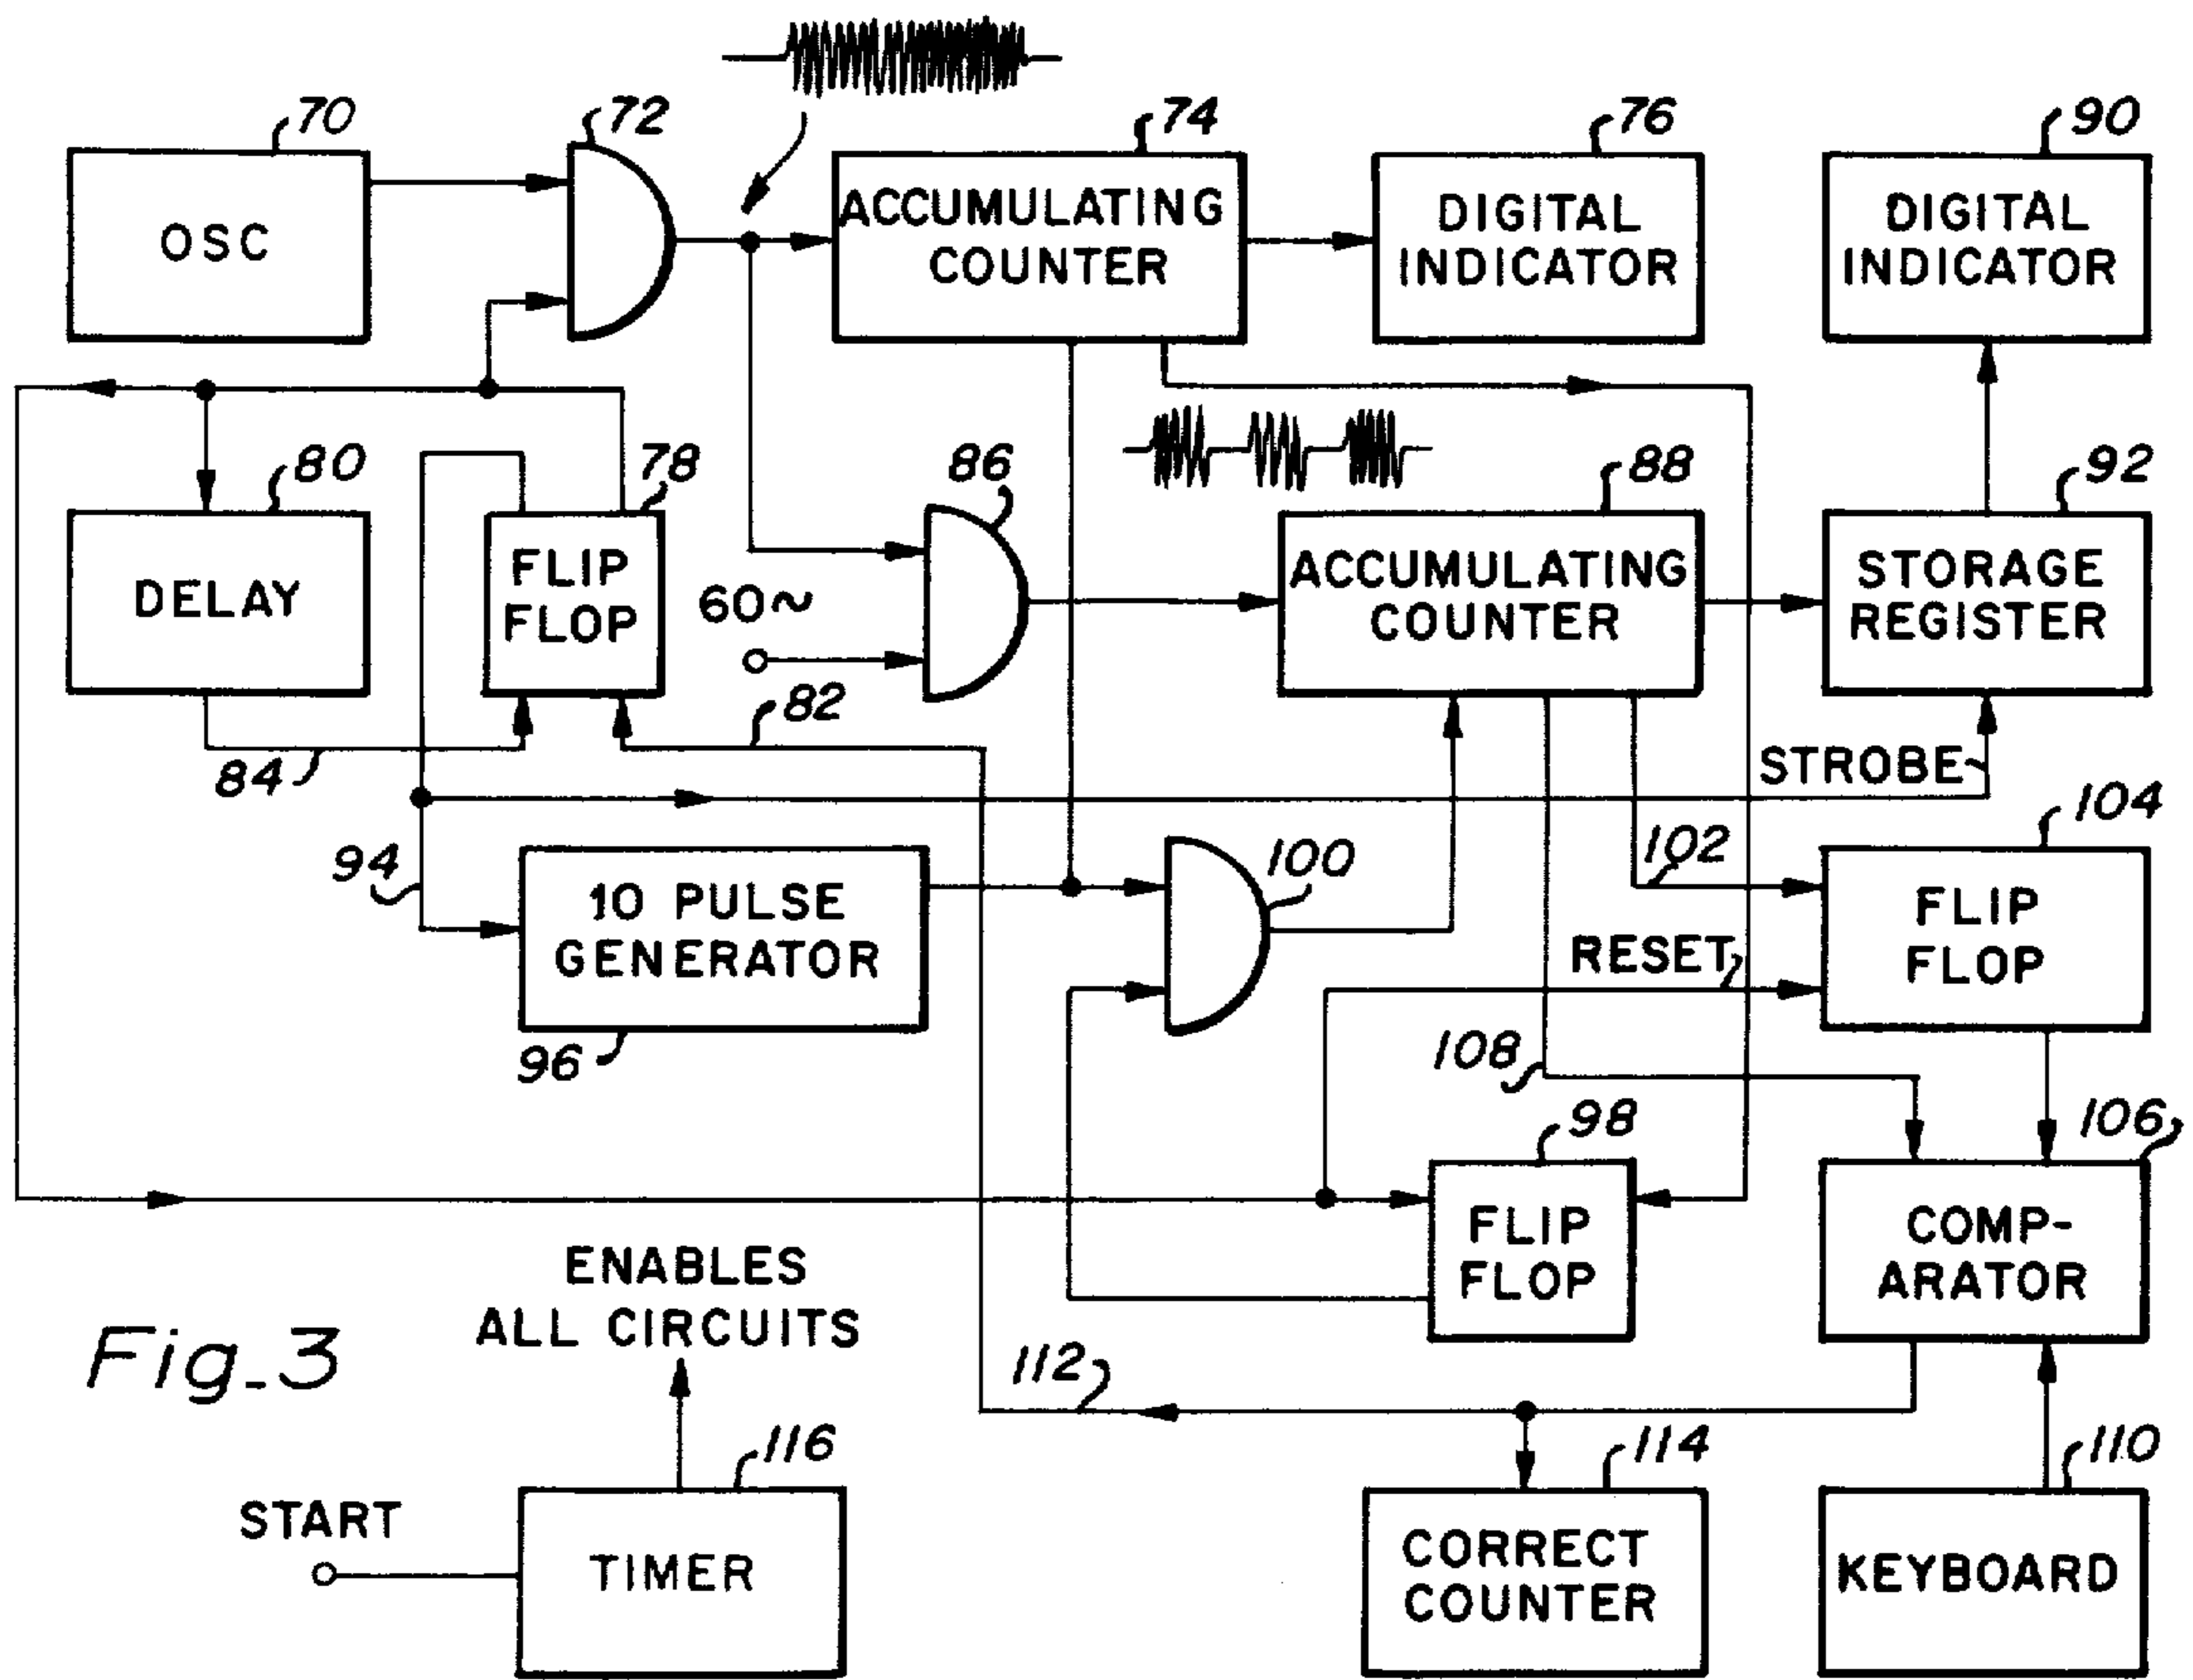 70
72
74
76
90
OSC
ACCUMULATING
COUNTER
DIGITAL
INDICATOR
DIGITAL
INDICATOR
80
78
86
88
92
DELAY
FLIP
FLOP
60~
ACCUMULATING
COUNTER
STORAGE
REGISTER
82
84
STROBE
94
10 PULSE
GENERATOR
96
100
102
104
FLIP
FLOP
RESET
108
98
106
FLIP
FLOP
COMP-
ARATOR
ENABLES
ALL CIRCUITS
Fig_3
112
116
114
110
START
TIMER
CORRECT
COUNTER
KEYBOARD